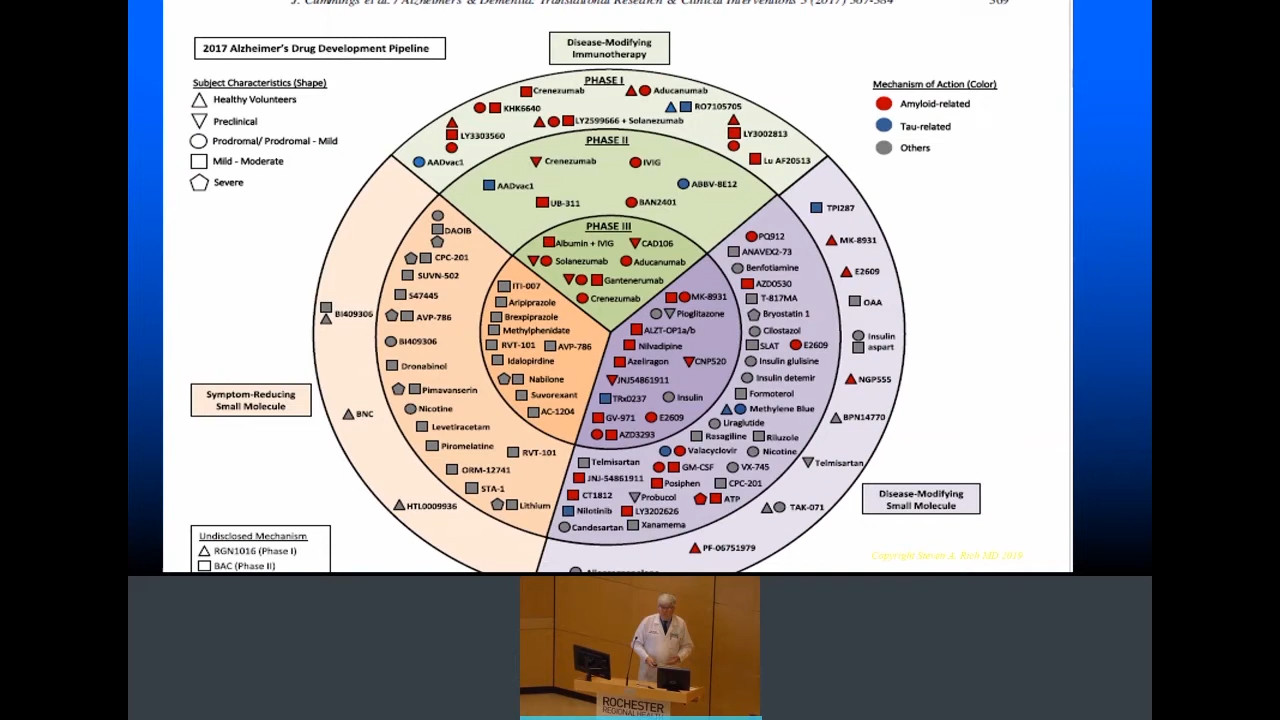 J. Cummings et al. / Alzheimer's & Dementia: Translational Research & Clinical Interventions 3 (2017) 367-384
369
2017 Alzheimer's Drug Development Pipeline
Disease-Modifying
Immunotherapy
Subject Characteristics (Shape)
Healthy Volunteers
Preclinical
Prodromal/ Prodromal - Mild
Mild - Moderate
Severe
Mechanism of Action (Color)
Amyloid-related
Tau-related
Others
PHASE I
Crenezumab
Aducanumab
KHK6640
RO7105705
LY2599666 + Solanezumab
LY3303560
LY3002813
AADvac1
Lu AF20513
PHASE II
Crenezumab
IVIG
AADvac1
ABBV-8E12
UB-311
BAN2401
PHASE III
Albumin + IVIG
CAD106
Solanezumab
Aducanumab
Gantenerumab
Crenezumab
DAOIB
CPC-201
SUVN-502
S47445
AVP-786
BI409306
Dronabinol
Pimavanserin
Nicotine
Levetiracetam
Piromelatine
RVT-101
ORM-12741
STA-1
Lithium
BI409306
BNC
HTL0009936
ITI-007
Aripiprazole
Brexpiprazole
Methylphenidate
RVT-101
AVP-786
Idalopirdine
Nabilone
Suvorexant
AC-1204
MK-8931
Pioglitazone
ALZT-OP1a/b
Nilvadipine
Azeliragon
CNP520
JNJ54861911
TRx0237
Insulin
GV-971
E2609
AZD3293
PQ912
ANAVEX2-73
Benfotiamine
AZD0530
T-817MA
Bryostatin 1
Cilostazol
SLAT
E2609
Insulin glulisine
Insulin detemir
Formoterol
Methylene Blue
Liraglutide
Rasagiline
Riluzole
Valacyclovir
Nicotine
Telmisartan
GM-CSF
VX-745
JNJ-54861911
Posiphen
CPC-201
CT1812
Probucol
ATP
Nilotinib
LY3202626
Candesartan
Xanamema
TPI287
MK-8931
E2609
OAA
Insulin
aspart
NGP555
BPN14770
Telmisartan
TAK-071
PF-06751979
Symptom-Reducing
Small Molecule
Disease-Modifying
Small Molecule
Undisclosed Mechanism
RGN1016 (Phase I)
BAC (Phase II)
Copyright Steven A. Rich MD 2019
ROCHESTER
REGIONAL HEALTH